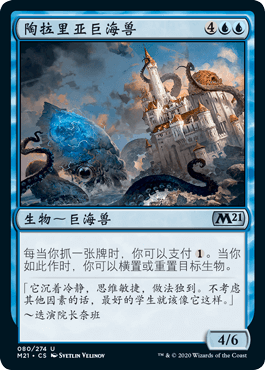 陶拉里亚巨海兽 4
生物～巨海兽 M21
每当你抓一张牌时，你可以支付 1。当你
如此作时，你可以横置或重置目标生物。
「它沉着冷静，思维敏捷，做法独到。不考虑
其他因素的话，最好的学生就该像它这样。」
～迭演院长奈班
4/6
080/274 U
M21 • CS SVETLIN VELINOV
™ & © 2020 Wizards of the Coast